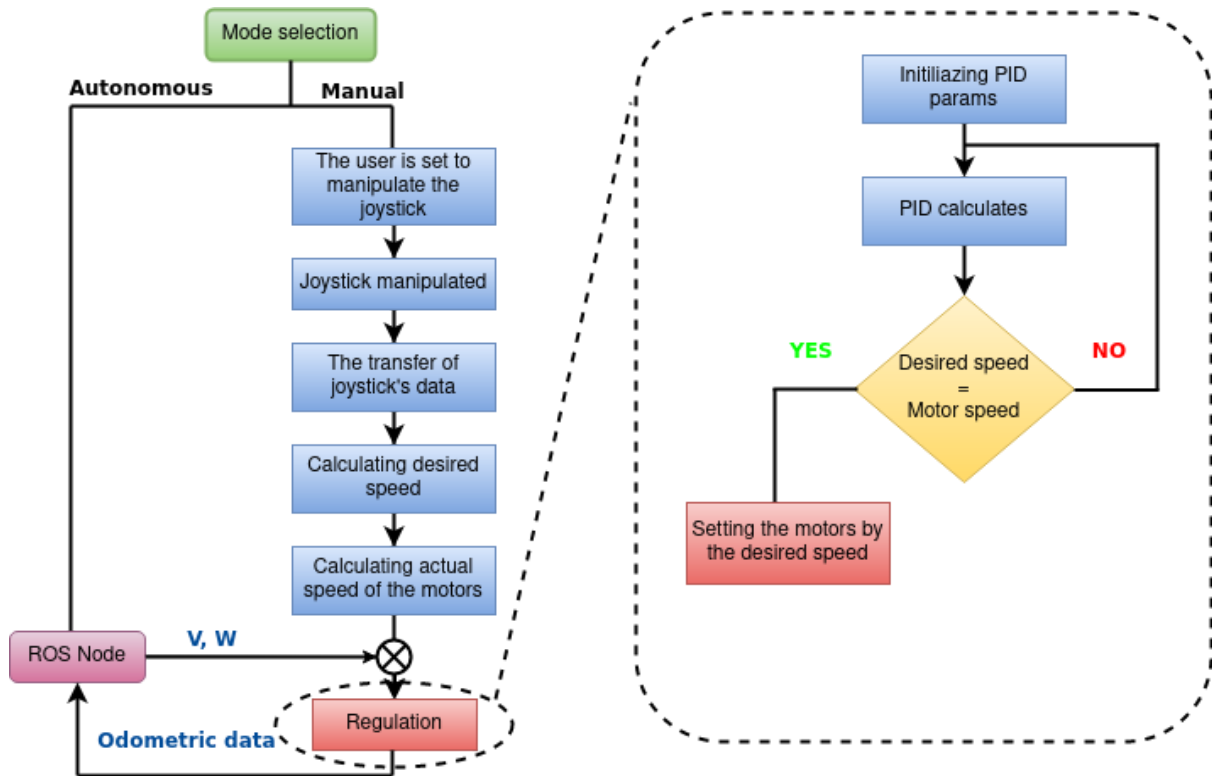 Mode selection
Autonomous
Manual
The user is set to
manipulate the
joystick
Joystick manipulated
The transfer of
joystick's data
Calculating desired
speed
Calculating actual
speed of the motors
ROS Node
V, W
Regulation
Odometric data
Initiliazing PID
params
PID calculates
YES
NO
Desired speed
=
Motor speed
Setting the motors by
the desired speed